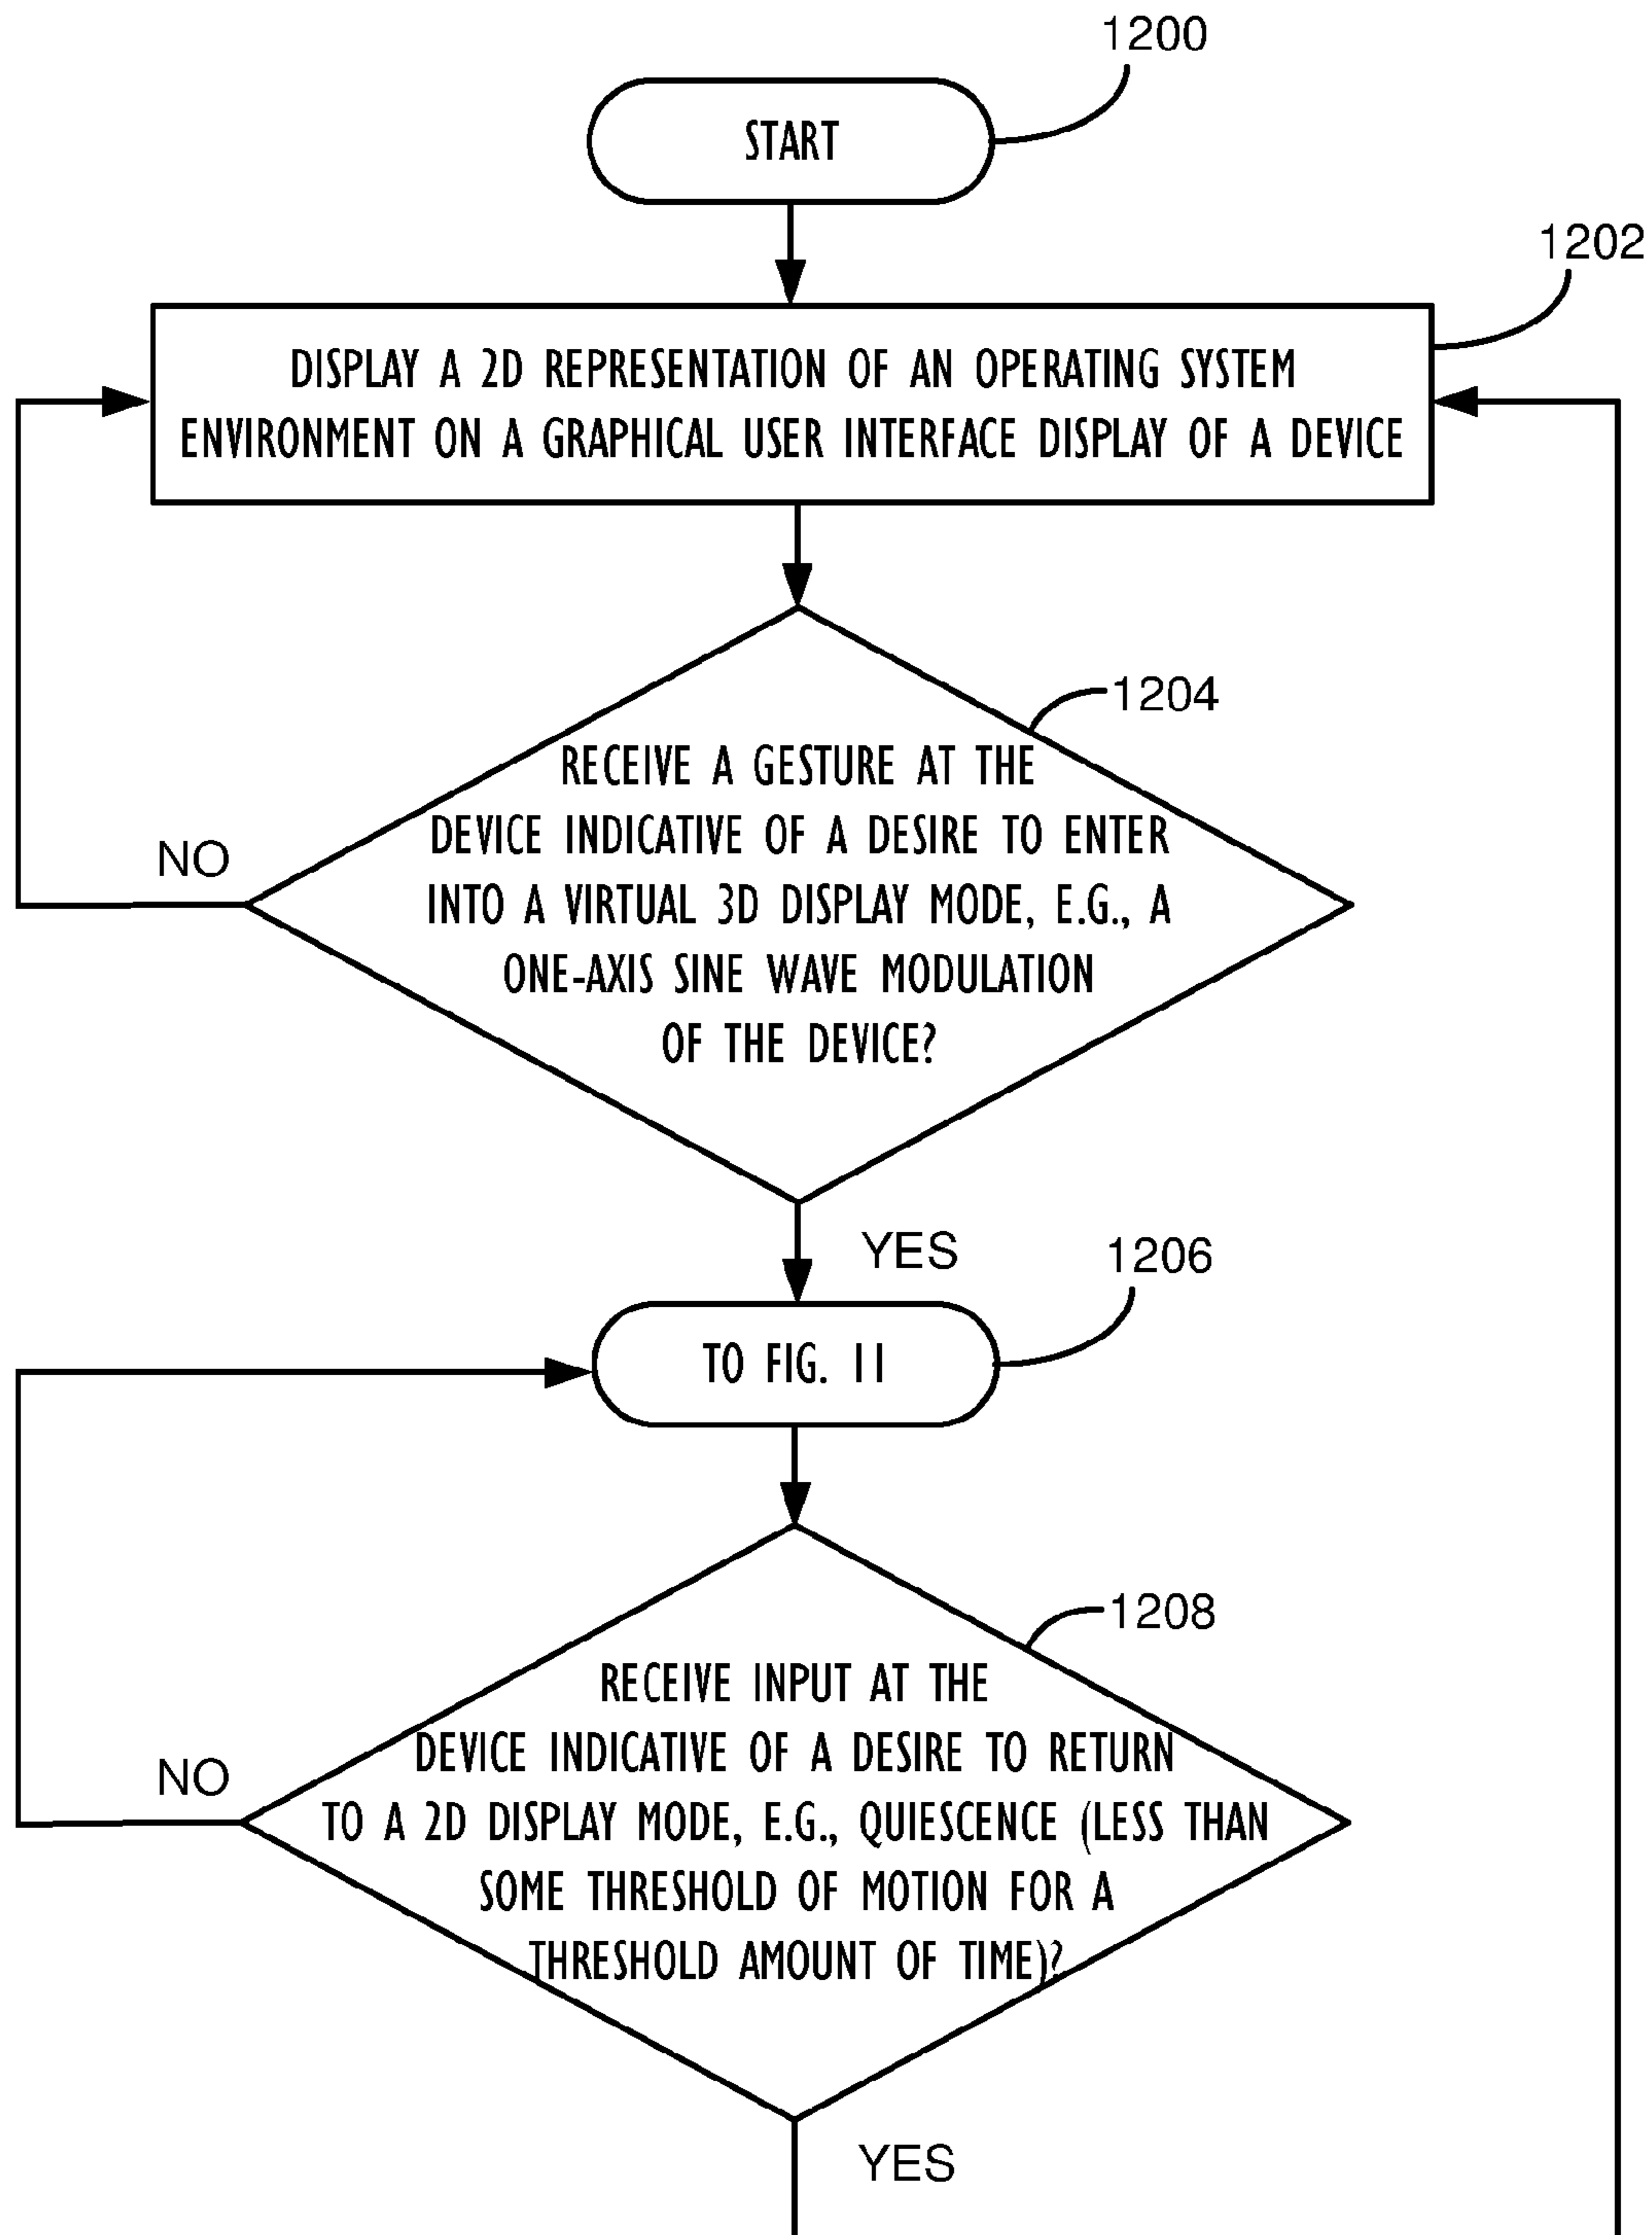 1200
START
1202
DISPLAY A 2D REPRESENTATION OF AN OPERATING SYSTEM
ENVIRONMENT ON A GRAPHICAL USER INTERFACE DISPLAY OF A DEVICE
1204
RECEIVE A GESTURE AT THE
DEVICE INDICATIVE OF A DESIRE TO ENTER
INTO A VIRTUAL 3D DISPLAY MODE, E.G., A
ONE-AXIS SINE WAVE MODULATION
OF THE DEVICE?
NO
YES
1206
TO FIG. 11
1208
RECEIVE INPUT AT THE
DEVICE INDICATIVE OF A DESIRE TO RETURN
TO A 2D DISPLAY MODE, E.G., QUIESCENCE (LESS THAN
SOME THRESHOLD OF MOTION FOR A
THRESHOLD AMOUNT OF TIME)?
NO
YES